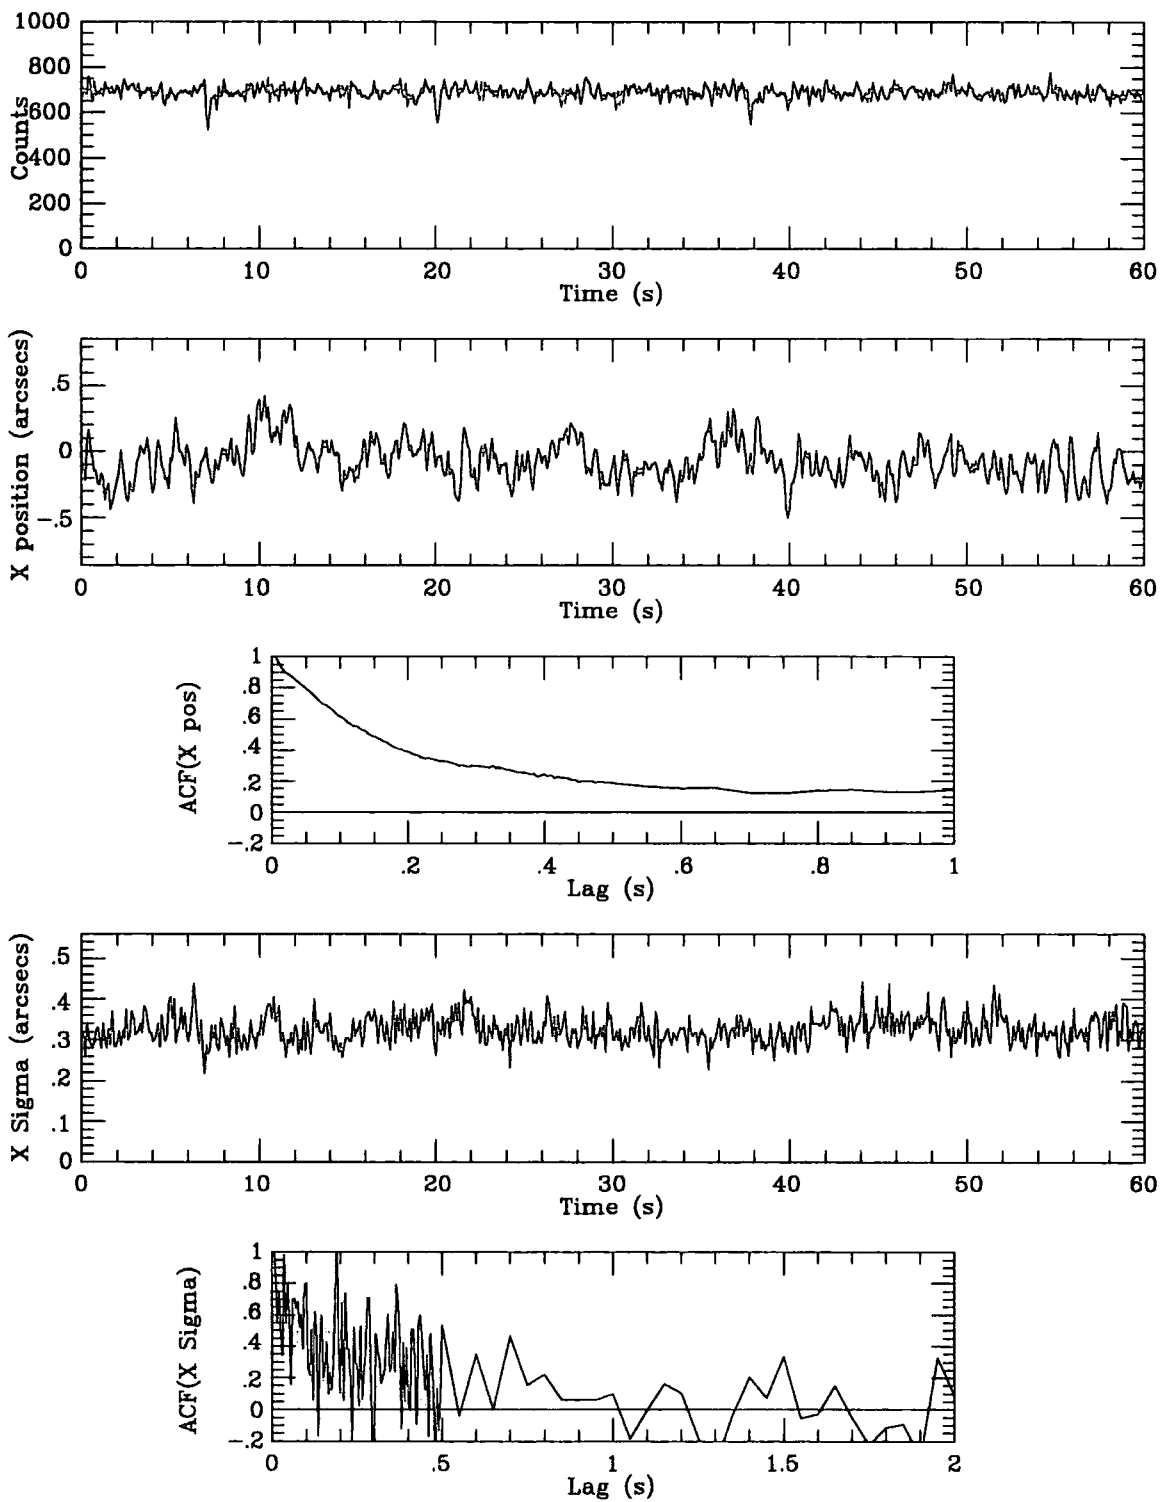 1000
800
600
400
200
0
Counts
0 10 20 30 40 50 60
Time (s)
.5
0
-.5
X position (arcsecs)
0 10 20 30 40 50 60
Time (s)
1
.8
.6
.4
.2
0
-.2
ACF(X pos)
0 .2 .4 .6 .8 1
Lag (s)
.5
.4
.3
.2
.1
0
X Sigma (arcsecs)
0 10 20 30 40 50 60
Time (s)
1
.8
.6
.4
.2
0
-.2
ACF(X Sigma)
0 .5 1 1.5 2
Lag (s)